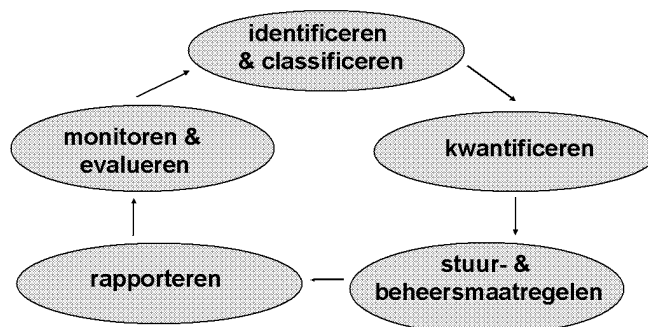 identificeren
& classificeren
kwantificeren
stuur- &
beheersmaatregelen
rapporteren
monitoren &
evalueren